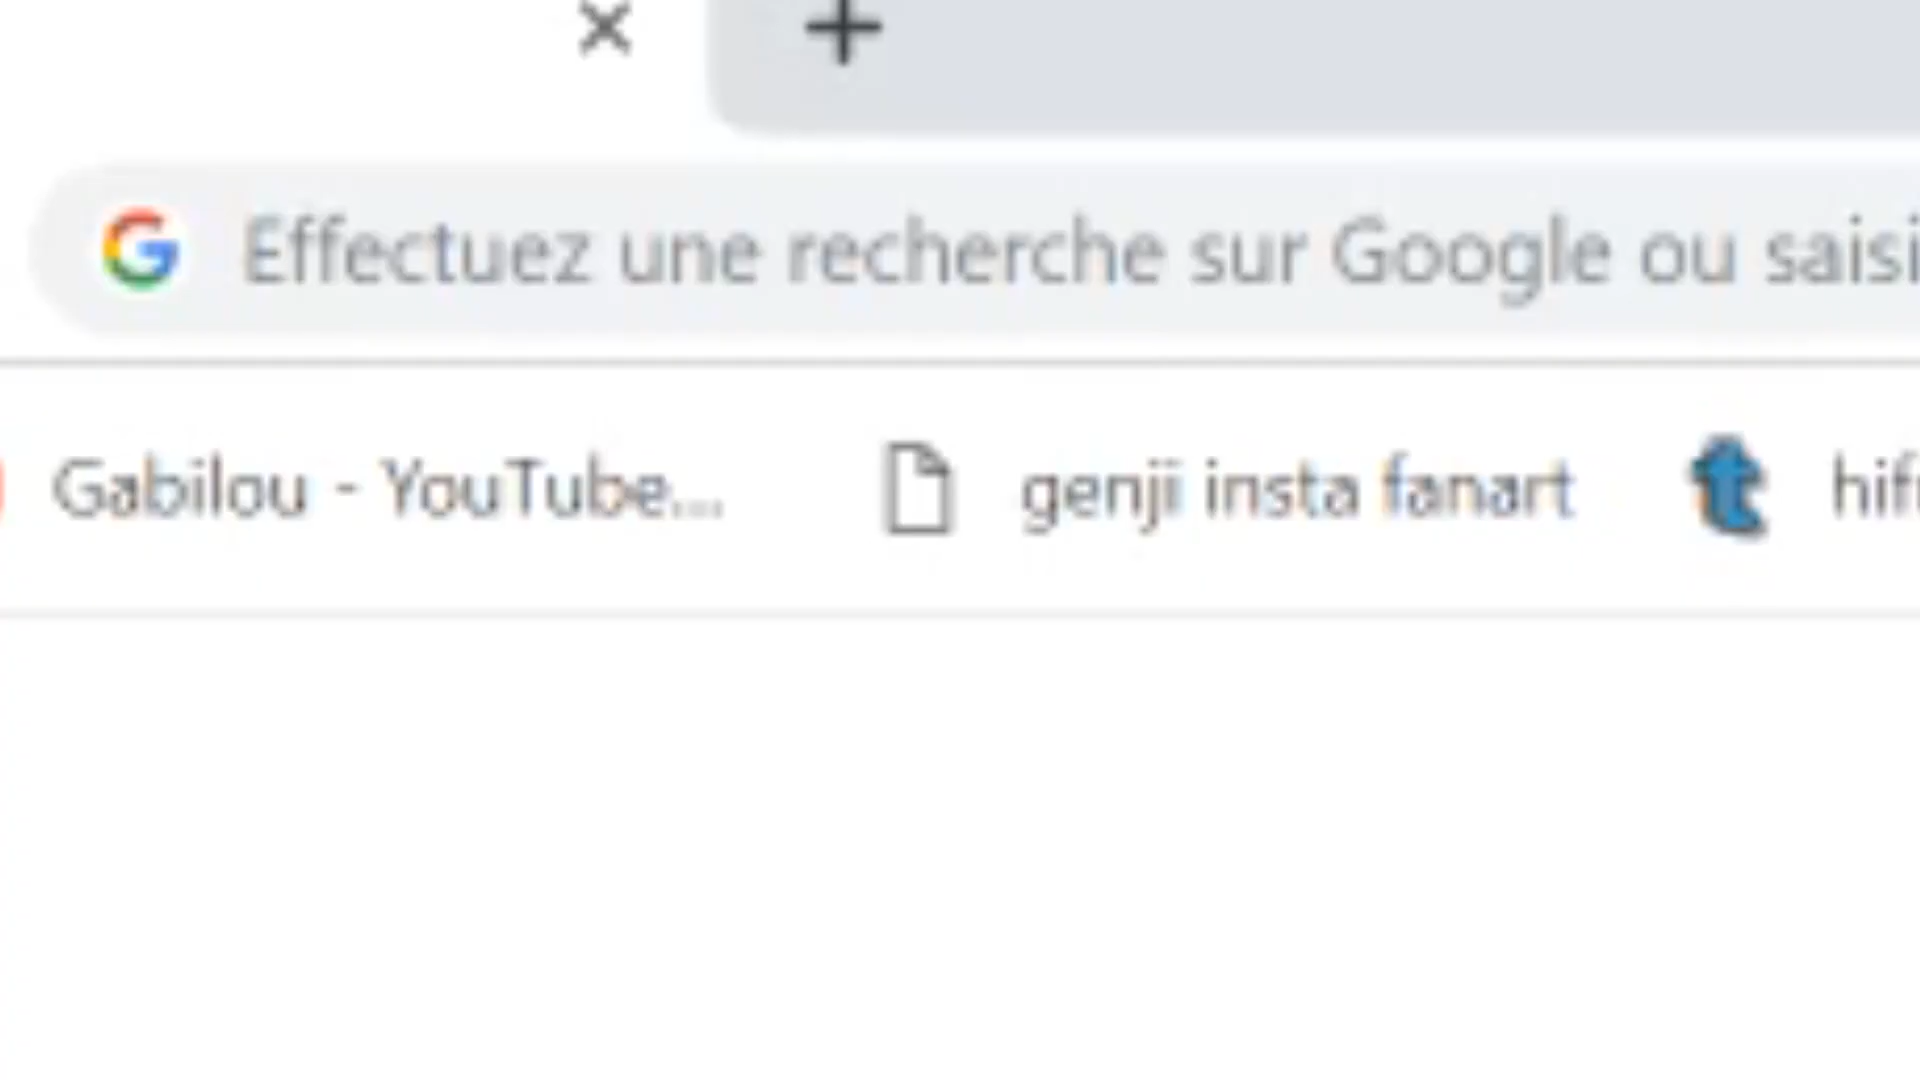 Effectuez une recherche sur Google ou saisi
Gabilou - YouTube... genji insta fanart